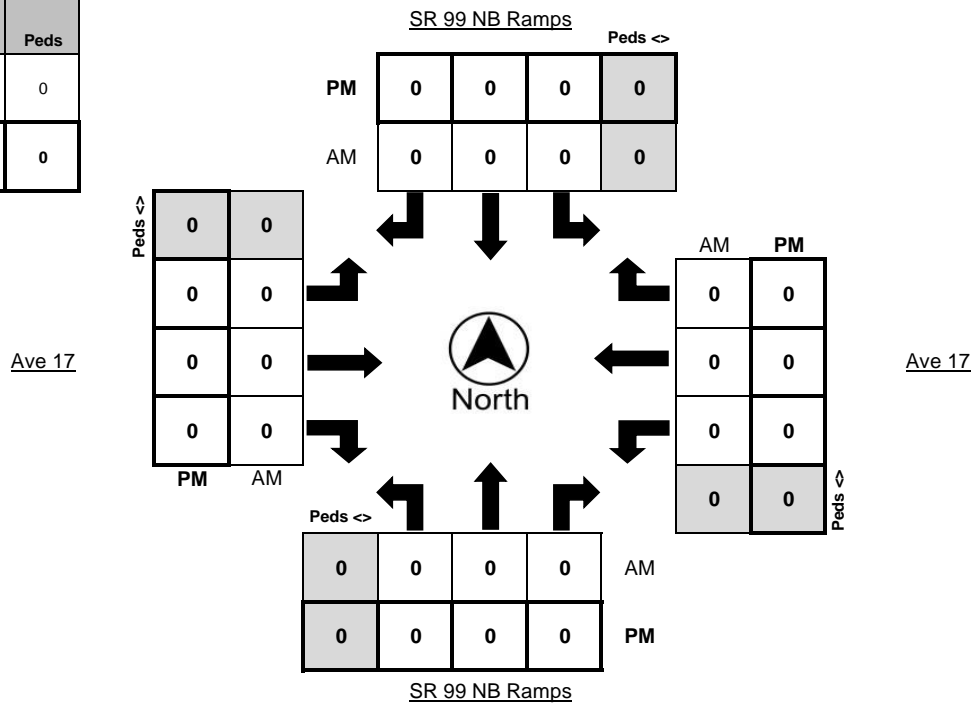 SR 99 NB Ramps
Peds
Peds <>
0
PM 0 0 0 0
0
AM 0 0 0 0
Peds <>
0 0
AM PM
0 0
0 0
Ave 17
0 0
North
0 0
Ave 17
0 0
0 0
PM AM
0 0
Peds <>
Peds <>
0 0 0 0 AM
0 0 0 0 PM
SR 99 NB Ramps